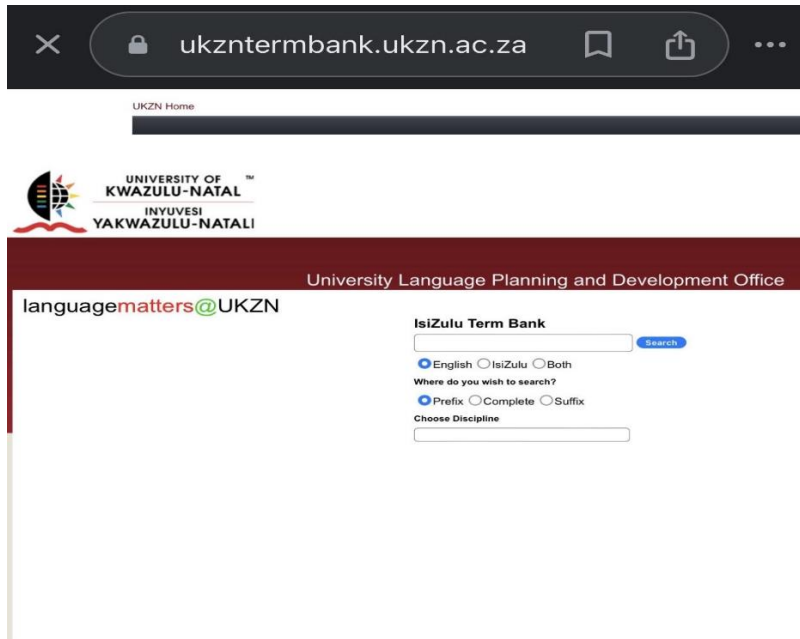 ukzntermbank.ukzn.ac.za
UKZN Home
UNIVERSITY OF ™
KWAZULU-NATAL
INYUVESI
YAKWAZULU-NATALI
University Language Planning and Development Office
languagematters@UKZN
IsiZulu Term Bank
Search
English IsiZulu Both
Where do you wish to search?
Prefix Complete Suffix
Choose Discipline